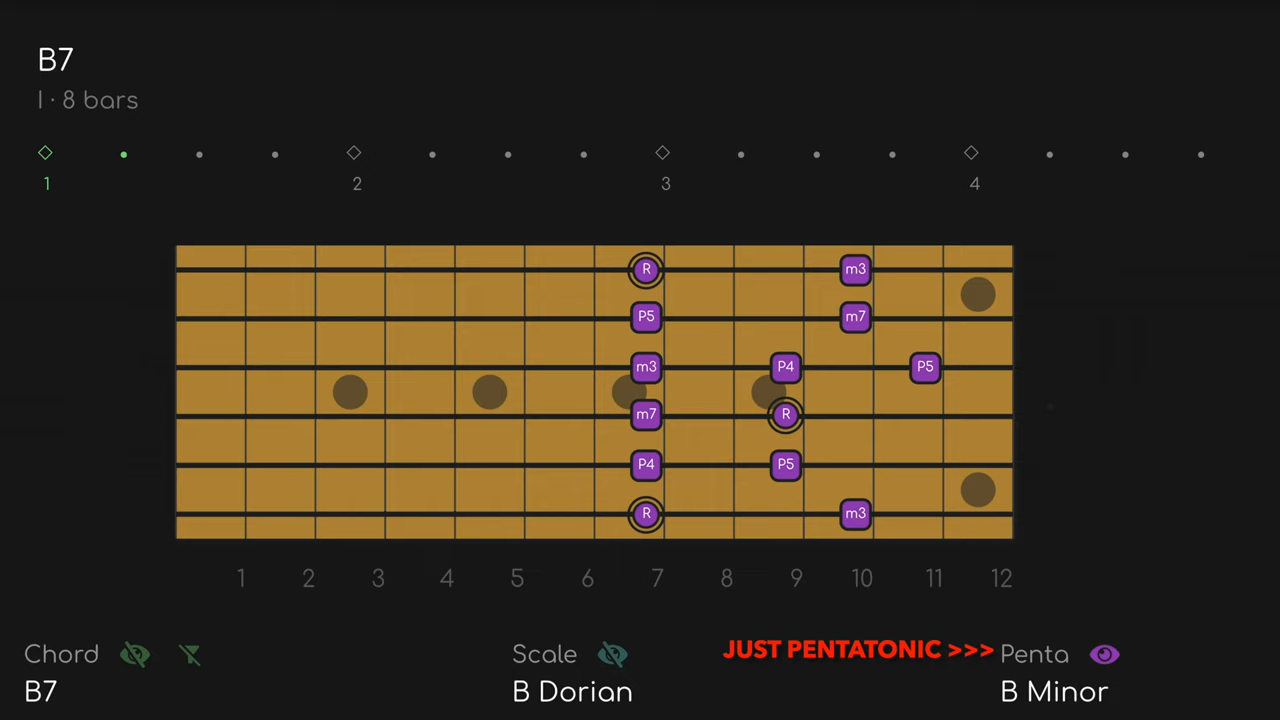 B7
I · 8 bars
1 2 3 4
R m3
P5 m7
m3 P4 P5
m7 R
P4 P5
R m3
1 2 3 4 5 6 7 8 9 10 11 12
Chord Scale JUST PENTATONIC >>> Penta
B7 B Dorian B Minor